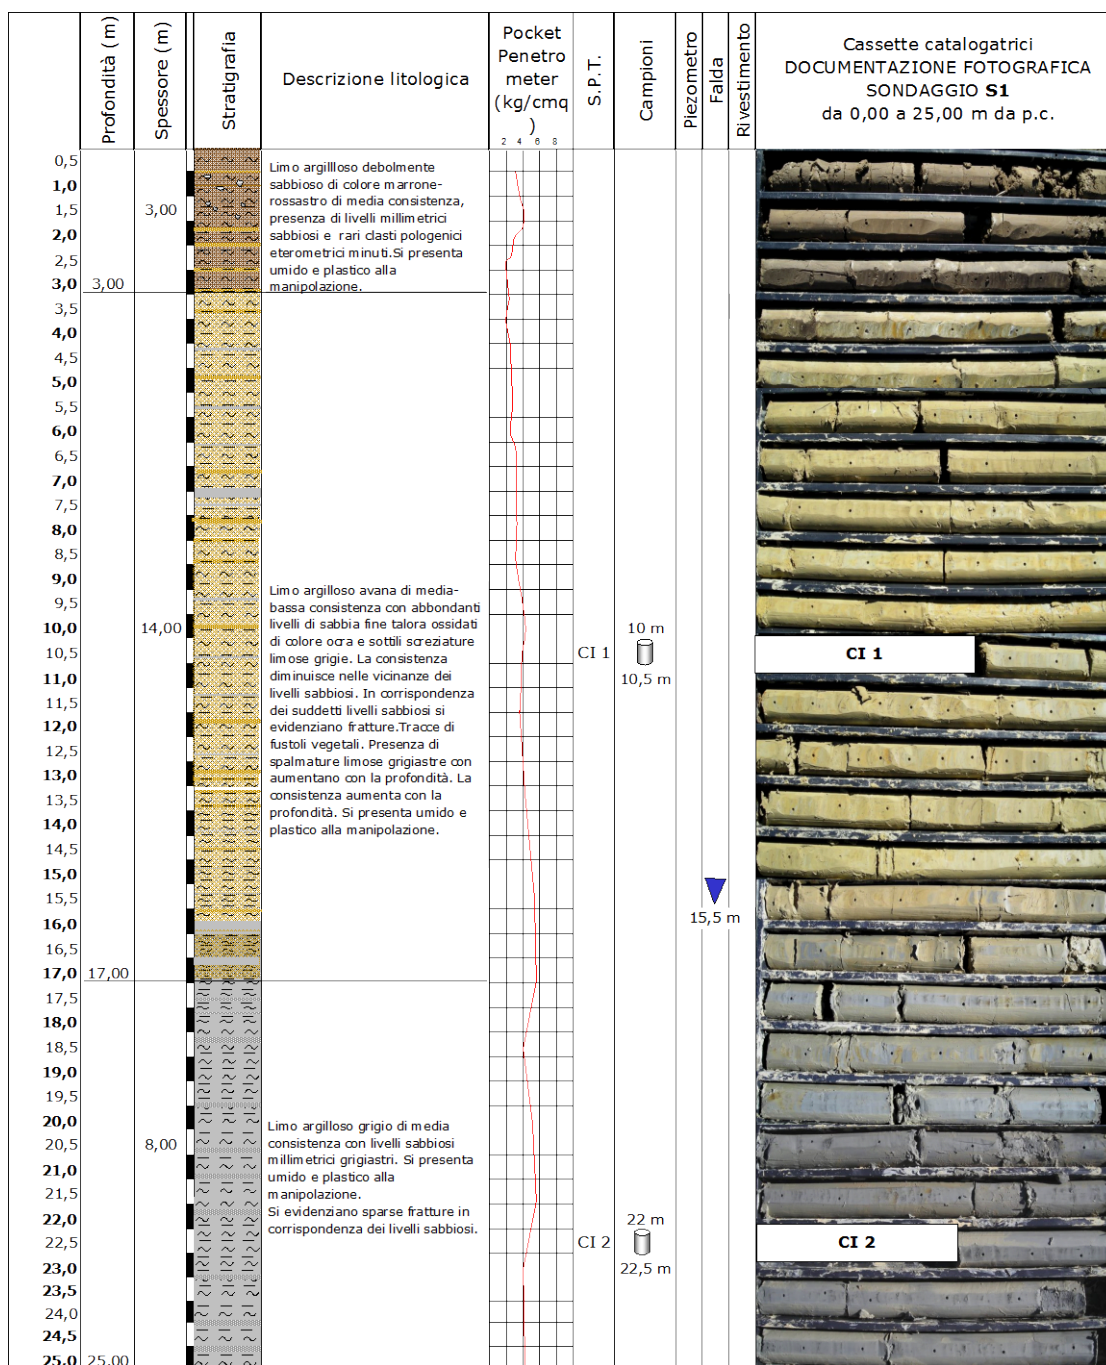 Profondità (m)
Spessore (m)
Stratigrafia
Descrizione litologica
Pocket
Penetro
meter
(kg/cmq
)
2 4 6 8
S.P.T.
Campioni
Piezometro
Falda
Rivestimento
Cassette catalogatrici
DOCUMENTAZIONE FOTOGRAFICA
SONDAGGIO S1
da 0,00 a 25,00 m da p.c.
0,5
1,0
1,5
2,0
2,5
3,0
3,00
3,00
Limo argillloso debolmente
sabbioso di colore marrone-
rossastro di media consistenza,
presenza di livelli millimetrici
sabbiosi e rari clasti pologenici
eterometrici minuti.Si presenta
umido e plastico alla
manipolazione.
3,5
4,0
4,5
5,0
5,5
6,0
6,5
7,0
7,5
8,0
8,5
9,0
9,5
10,0
10,5
11,0
11,5
12,0
12,5
13,0
13,5
14,0
14,5
15,0
15,5
16,0
16,5
17,0
17,00
14,00
Limo argilloso avana di media-
bassa consistenza con abbondanti
livelli di sabbia fine talora ossidati
di colore ocra e sottili screziature
limose grigie. La consistenza
diminuisce nelle vicinanze dei
livelli sabbiosi. In corrispondenza
dei suddetti livelli sabbiosi si
evidenziano fratture.Tracce di
fustoli vegetali. Presenza di
spalmature limose grigiastre con
aumentano con la profondità. La
consistenza aumenta con la
profondità. Si presenta umido e
plastico alla manipolazione.
CI 1
10 m
10,5 m
CI 1
15,5 m
17,5
18,0
18,5
19,0
19,5
20,0
20,5
21,0
21,5
22,0
22,5
23,0
23,5
24,0
24,5
25,0
25,00
8,00
Limo argilloso grigio di media
consistenza con livelli sabbiosi
millimetrici grigiastri. Si presenta
umido e plastico alla
manipolazione.
Si evidenziano sparse fratture in
corrispondenza dei livelli sabbiosi.
CI 2
22 m
22,5 m
CI 2